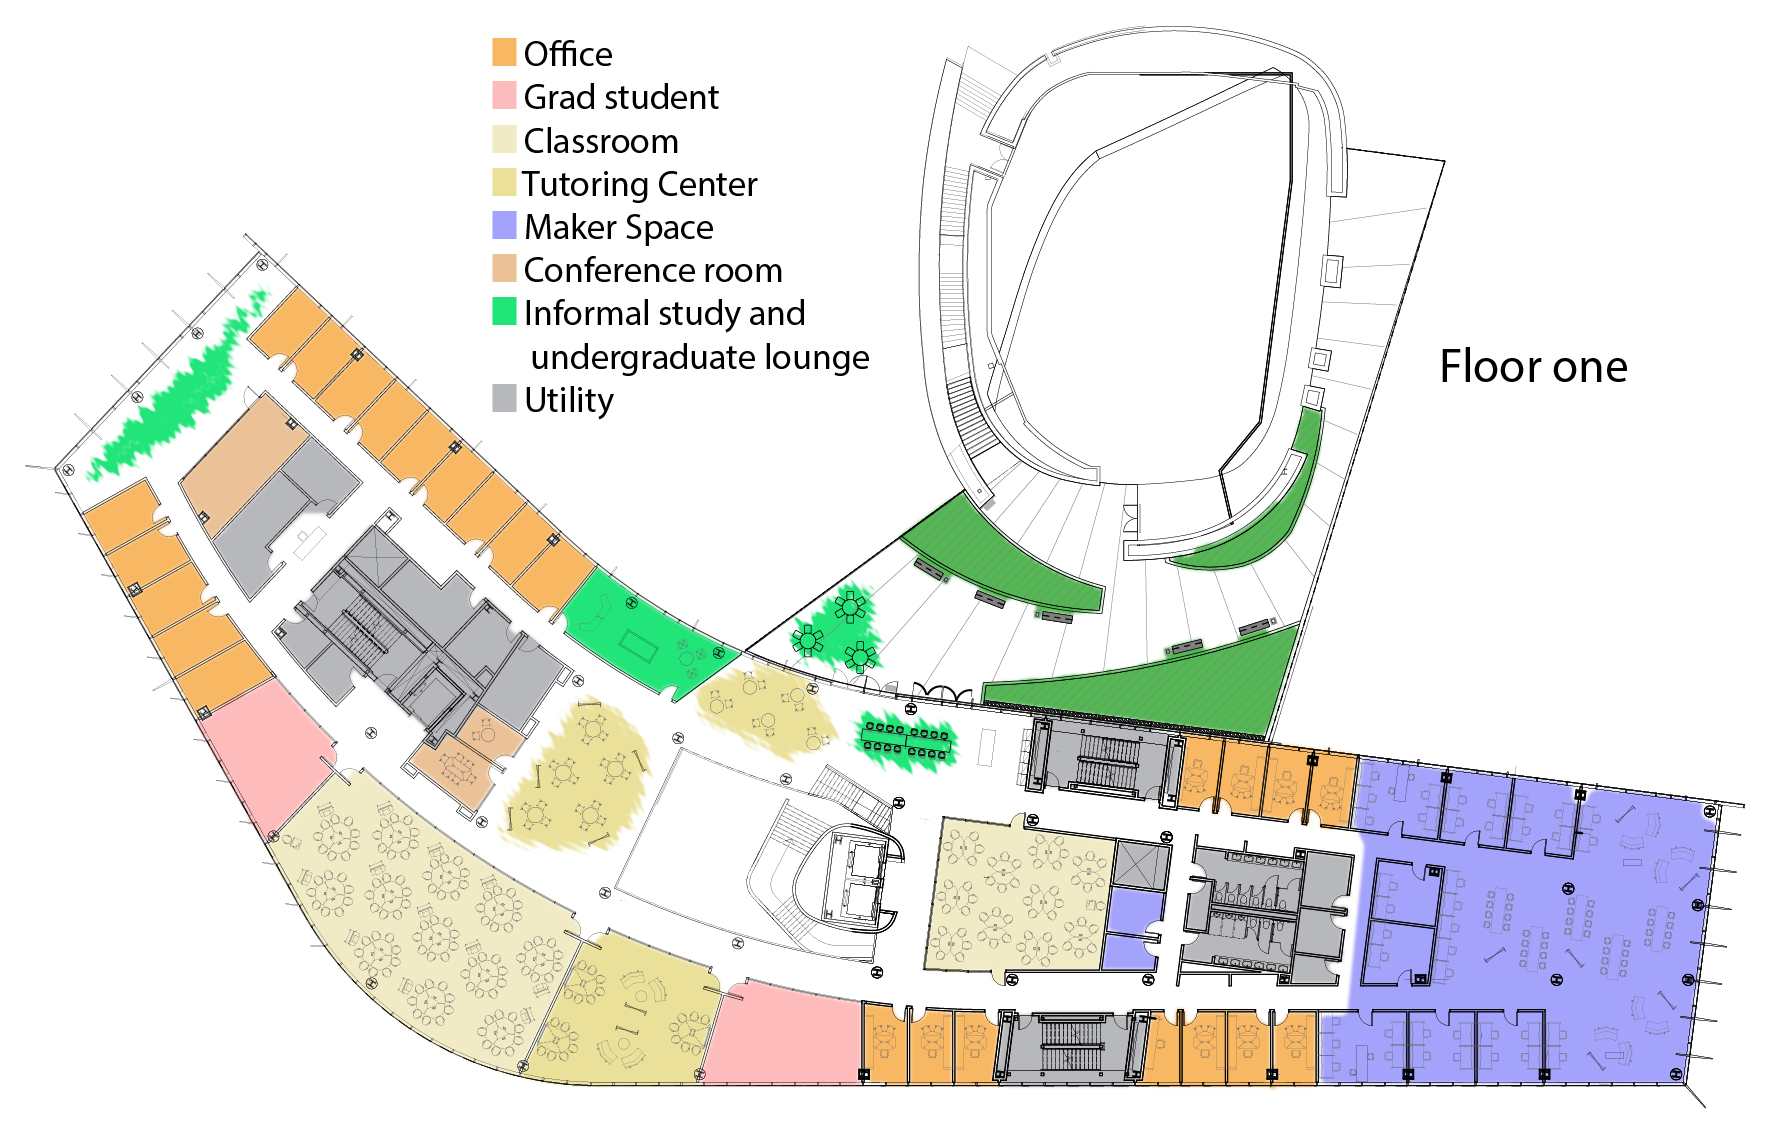 Office
Grad student
Classroom
Tutoring Center
Maker Space
Conference room
Informal study and
undergraduate lounge
Utility
Floor one